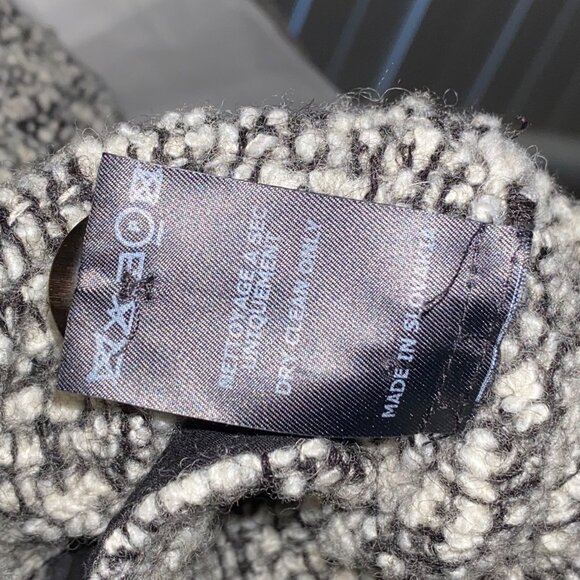 NETTOYAGE A SEC
UNIQUEMENT
DRY CLEAN ONLY
MADE IN SLOVAKIA